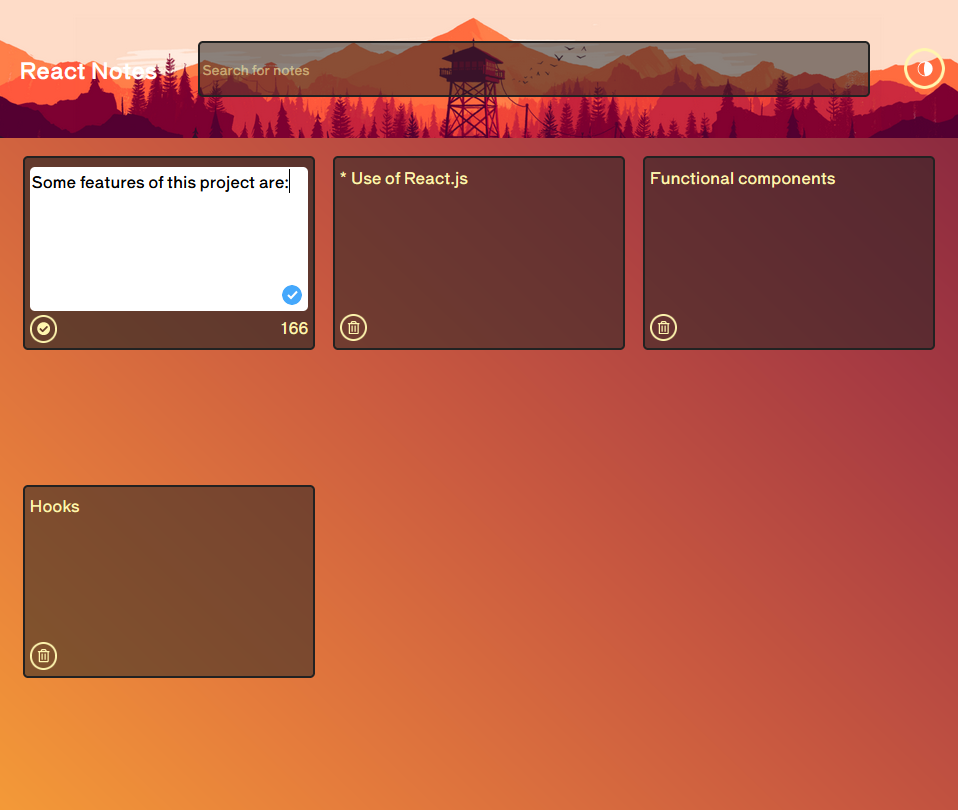 React Notes
Search for notes
Some features of this project are:
166
* Use of React.js
Functional components
Hooks